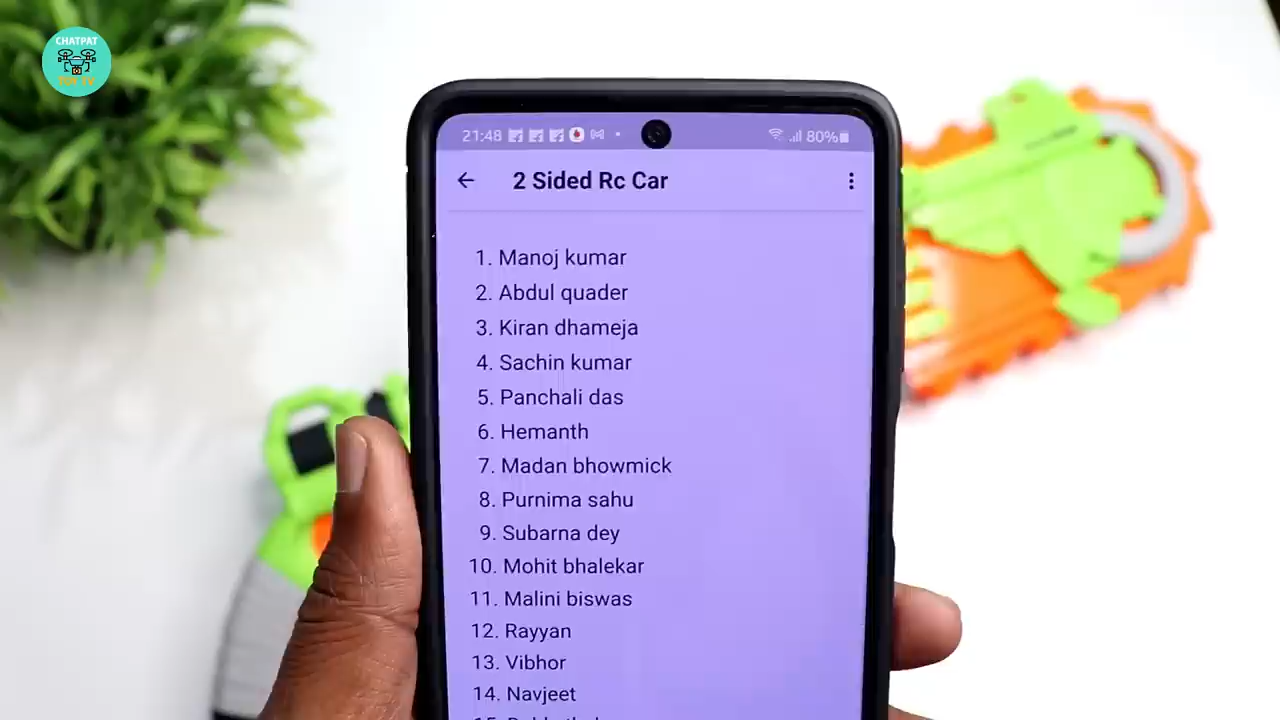 CHATPAT
TOY TV
21:48
80%
2 Sided Rc Car
1. Manoj kumar
2. Abdul quader
3. Kiran dhameja
4. Sachin kumar
5. Panchali das
6. Hemanth
7. Madan bhowmick
8. Purnima sahu
9. Subarna dey
10. Mohit bhalekar
11. Malini biswas
12. Rayyan
13. Vibhor
14. Navjeet